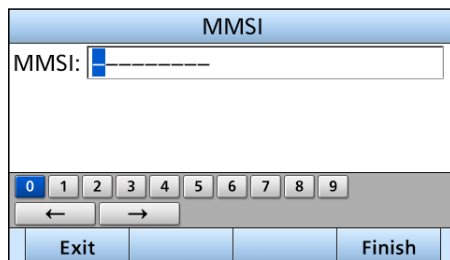 MMSI
MMSI: ---------
0 1 2 3 4 5 6 7 8 9
← →
Exit Finish